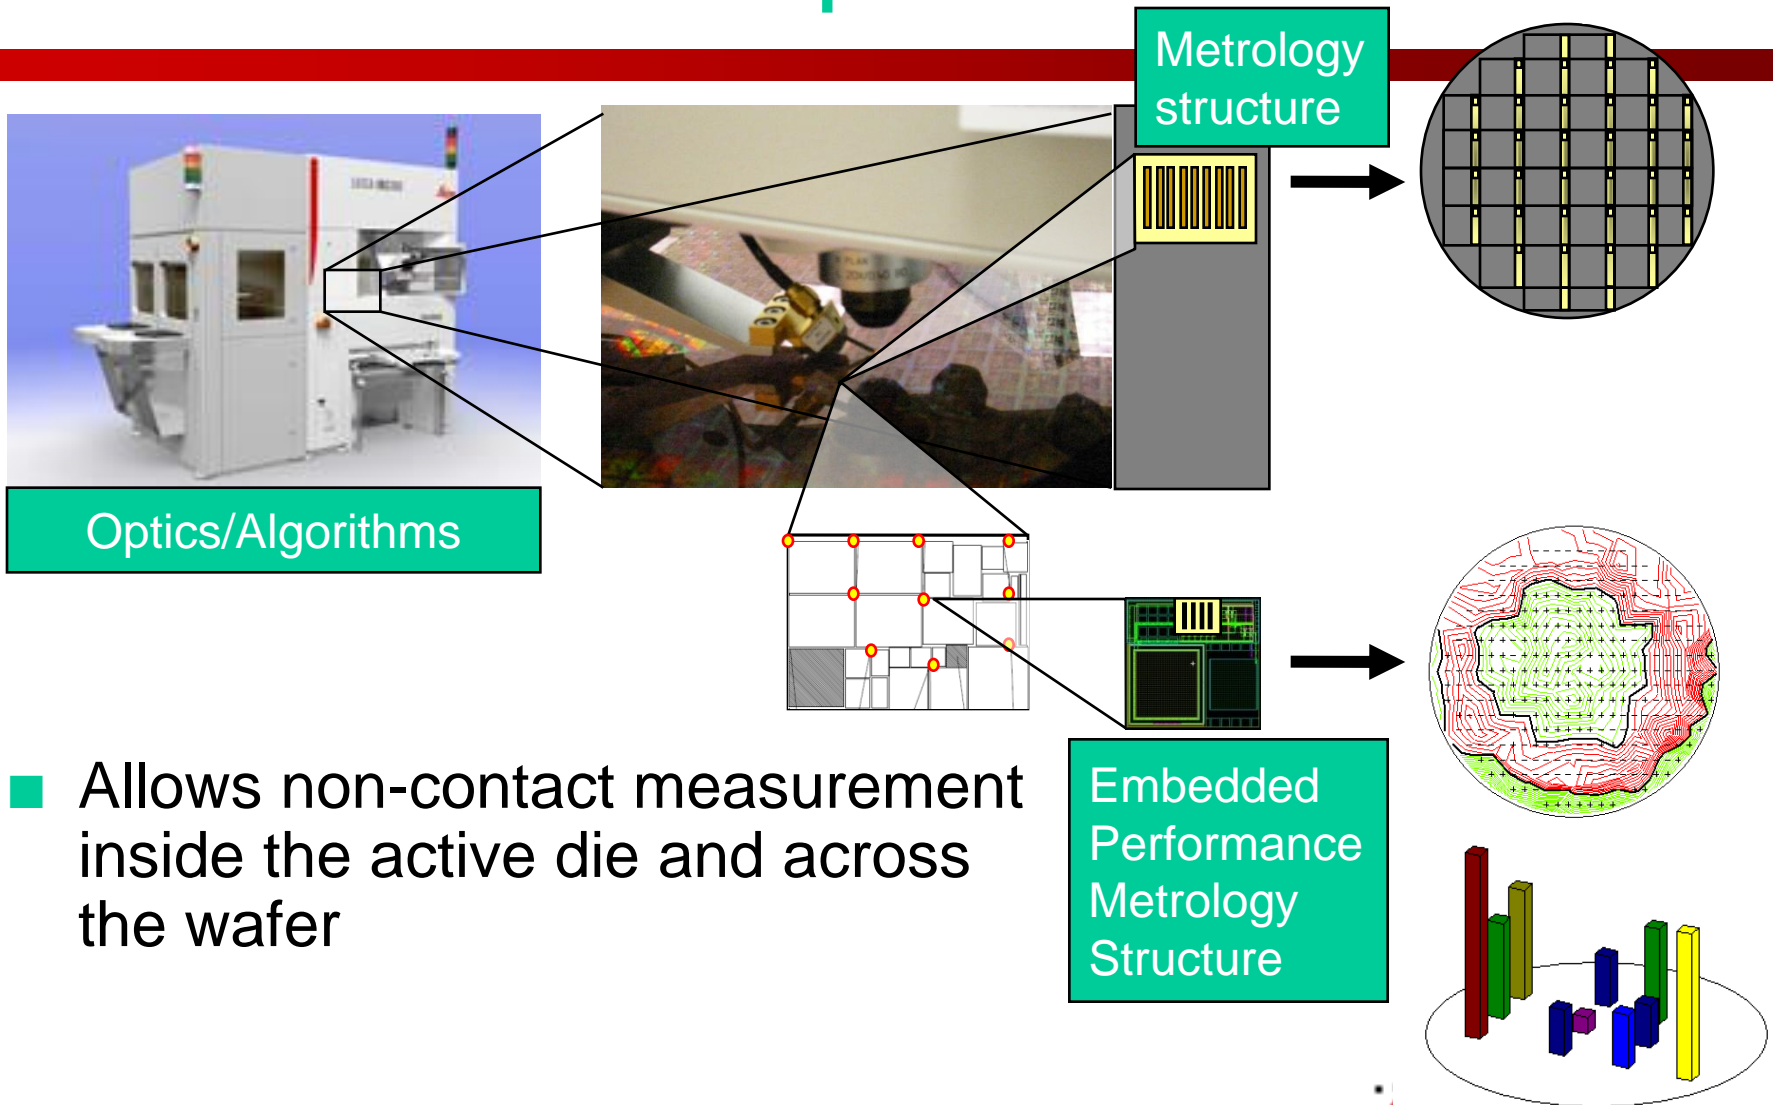 Metrology
structure
Optics/Algorithms
Allows non-contact measurement
inside the active die and across
the wafer
Embedded
Performance
Metrology
Structure